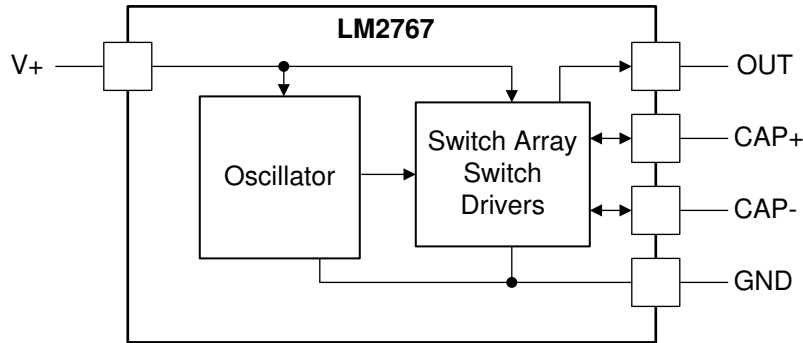 LM2767
V+
OUT
Oscillator
Switch Array
Switch
Drivers
CAP+
CAP-
GND